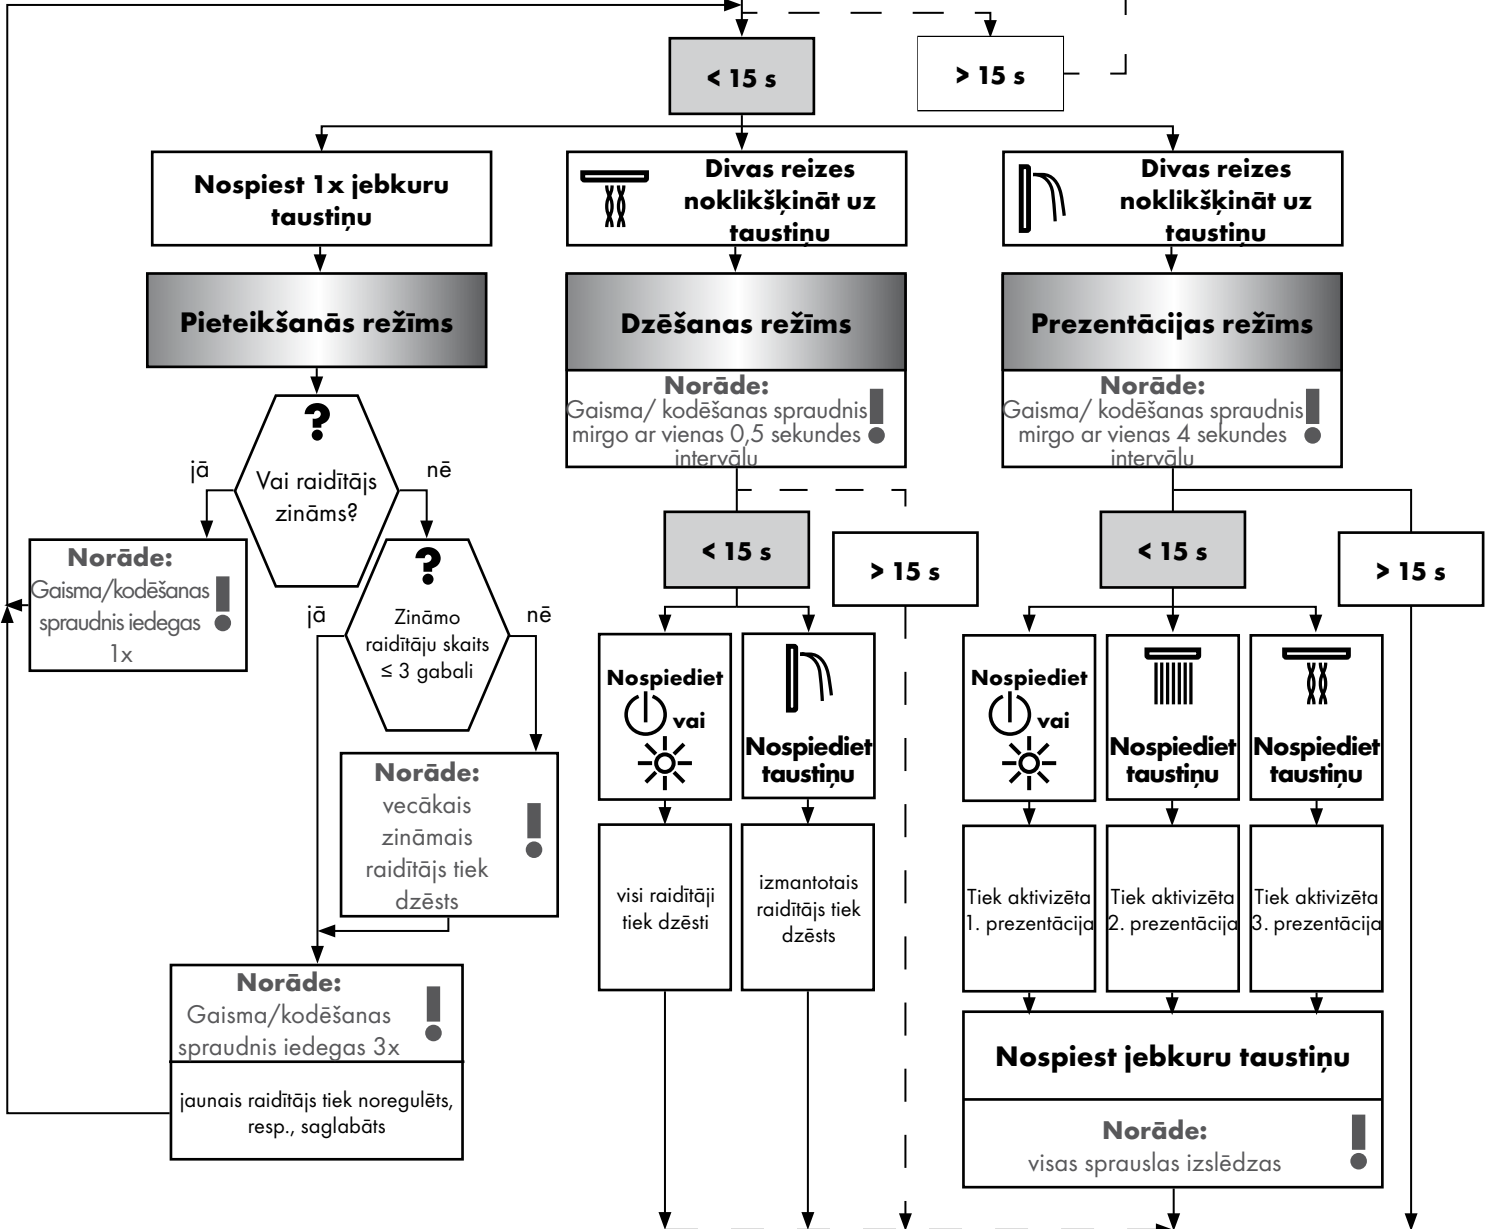 < 15 s
> 15 s
Nospiest 1x jebkuru
taustiņu
Divas reizes
noklikšķināt uz
taustiņu
Divas reizes
noklikšķināt uz
taustiņu
Pieteikšanās režīms
Dzēšanas režīms
Prezentācijas režīms
Norāde:
Gaisma/ kodēšanas spraudnis
mirgo ar vienas 0,5 sekundes
intervālu
Norāde:
Gaisma/ kodēšanas spraudnis
mirgo ar vienas 4 sekundes
intervālu
?
Vai raidītājs
zināms?
jā
nē
Norāde:
Gaisma/kodēšanas
spraudnis iedegas
1x
?
Zināmo
raidītāju skaits
≤ 3 gabali
jā
nē
Norāde:
vecākais
zināmais
raidītājs tiek
dzēsts
Norāde:
Gaisma/kodēšanas
spraudnis iedegas 3x
jaunais raidītājs tiek noregulēts,
resp., saglabāts
< 15 s
> 15 s
Nospiediet
vai
Nospiediet
taustiņu
visi raidītāji
tiek dzēsti
izmantotais
raidītājs tiek
dzēsts
< 15 s
> 15 s
Nospiediet
vai
Nospiediet
taustiņu
Nospiediet
taustiņu
Tiek aktivizēta
1. prezentācija
Tiek aktivizēta
2. prezentācija
Tiek aktivizēta
3. prezentācija
Nospiest jebkuru taustiņu
Norāde:
visas sprauslas izslēdzas